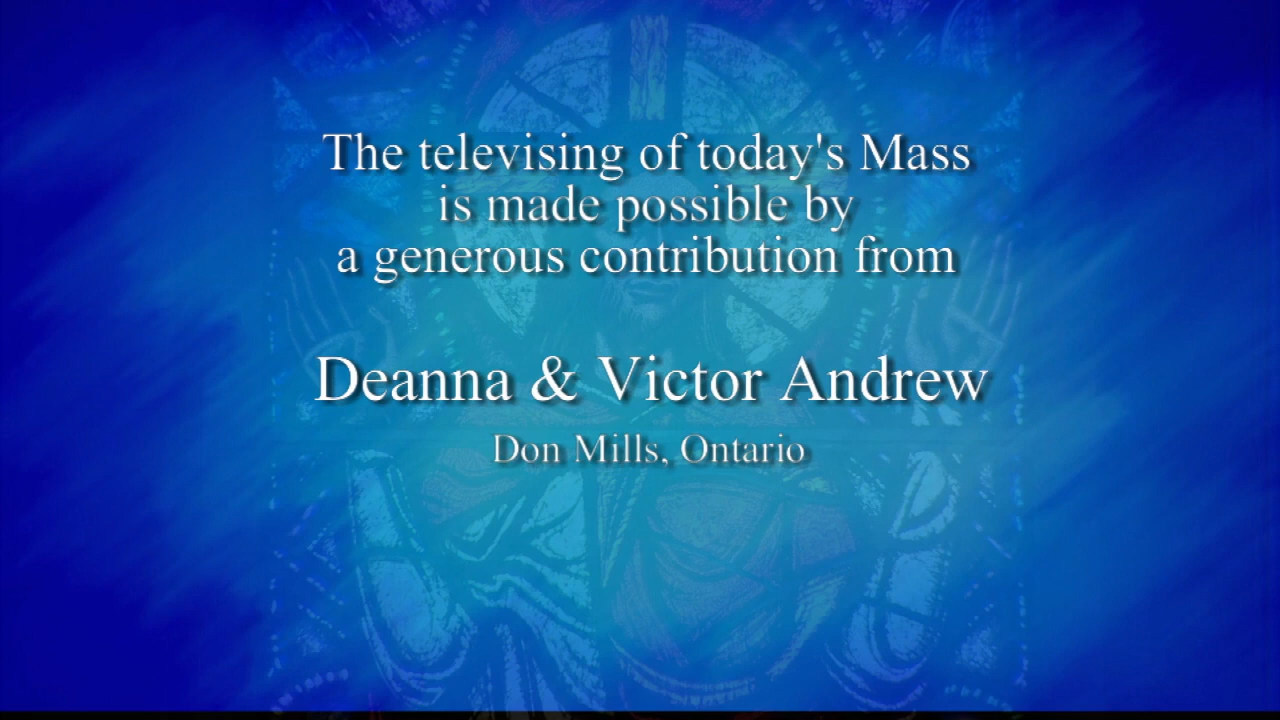 The televising of today's Mass
is made possible by
a generous contribution from
Deanna & Victor Andrew
Don Mills, Ontario